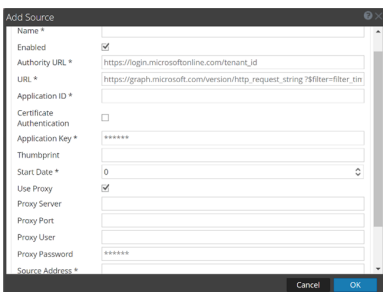 Add Source
Name *
Enabled
Authority URL * https://login.microsoftonline.com/tenant_id
URL * https://graph.microsoft.com/version/http_request_string ?$filter=filter_tim
Application ID *
Certificate
Authentication
Application Key * ******
Thumbprint
Start Date * 0
Use Proxy
Proxy Server
Proxy Port
Proxy User
Proxy Password ******
Source Address *
Cancel OK